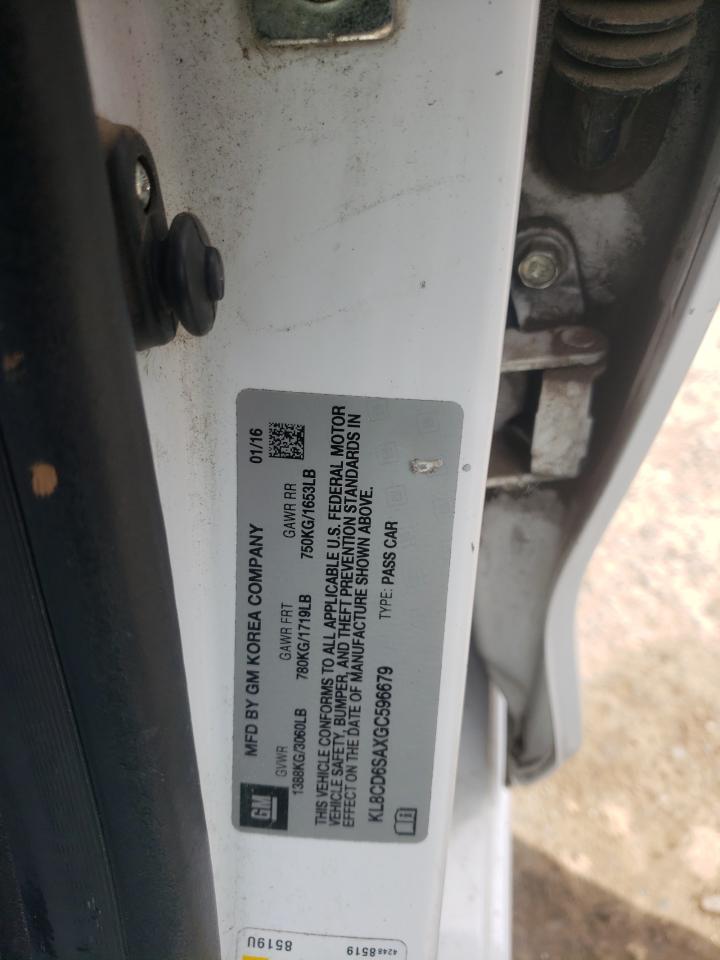 MFD BY GM KOREA COMPANY 01/16
GM
GVWR GAWR FRT GAWR RR
1388KG/3060LB 780KG/1719LB 750KG/1653LB
THIS VEHICLE CONFORMS TO ALL APPLICABLE U.S. FEDERAL MOTOR
VEHICLE SAFETY, BUMPER, AND THEFT PREVENTION STANDARDS IN
EFFECT ON THE DATE OF MANUFACTURE SHOWN ABOVE.
KL8CD6SAXGC596679 TYPE: PASS CAR
8519U
42488519